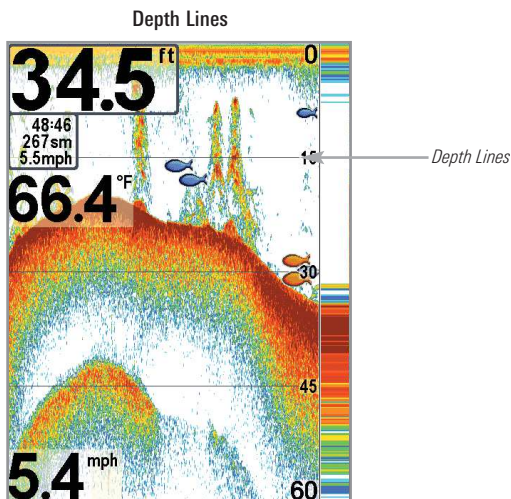 Depth Lines
34.5 ft
0
48:46
267sm
5.5mph
15
Depth Lines
66.4 °F
30
45
5.4 mph
60